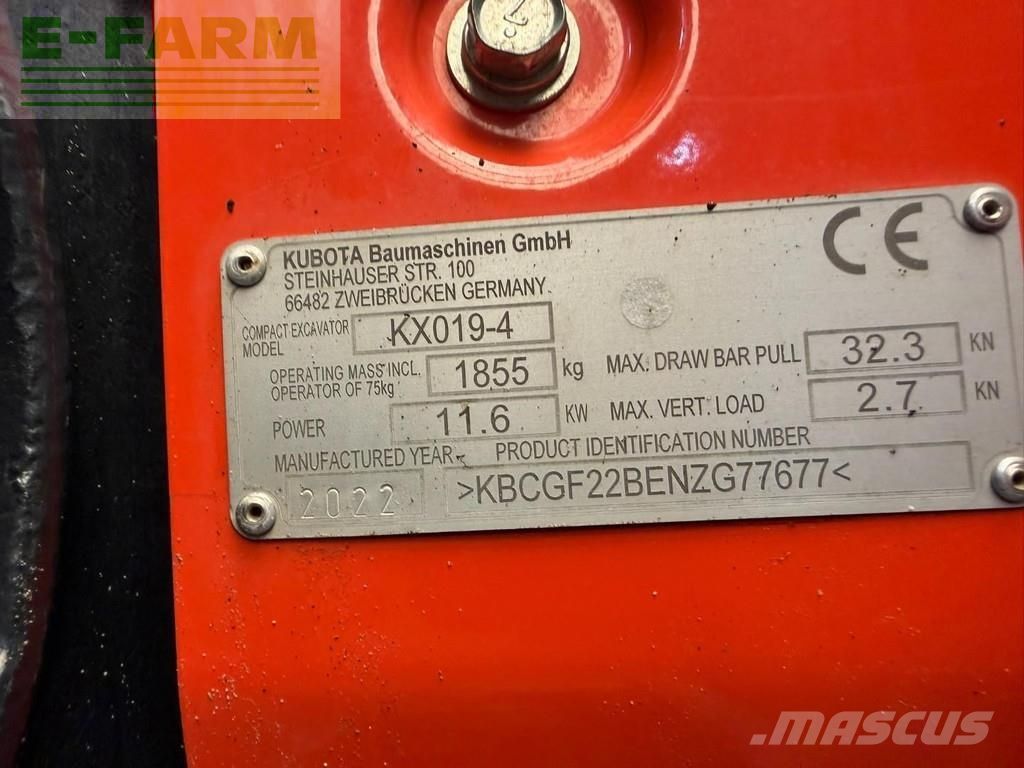 E-FARM
7
KUBOTA Baumaschinen GmbH
STEINHAUSER STR. 100
66482 ZWEIBRÜCKEN GERMANY
CE
COMPACT EXCAVATOR MODEL KX019-4
OPERATING MASS INCL. OPERATOR OF 75kg 1855 kg
MAX. DRAW BAR PULL 32.3 KN
POWER 11.6 KW
MAX. VERT. LOAD 2.7 KN
MANUFACTURED YEAR
PRODUCT IDENTIFICATION NUMBER
2022
>KBCGF22BENZG77677<
MASCUS